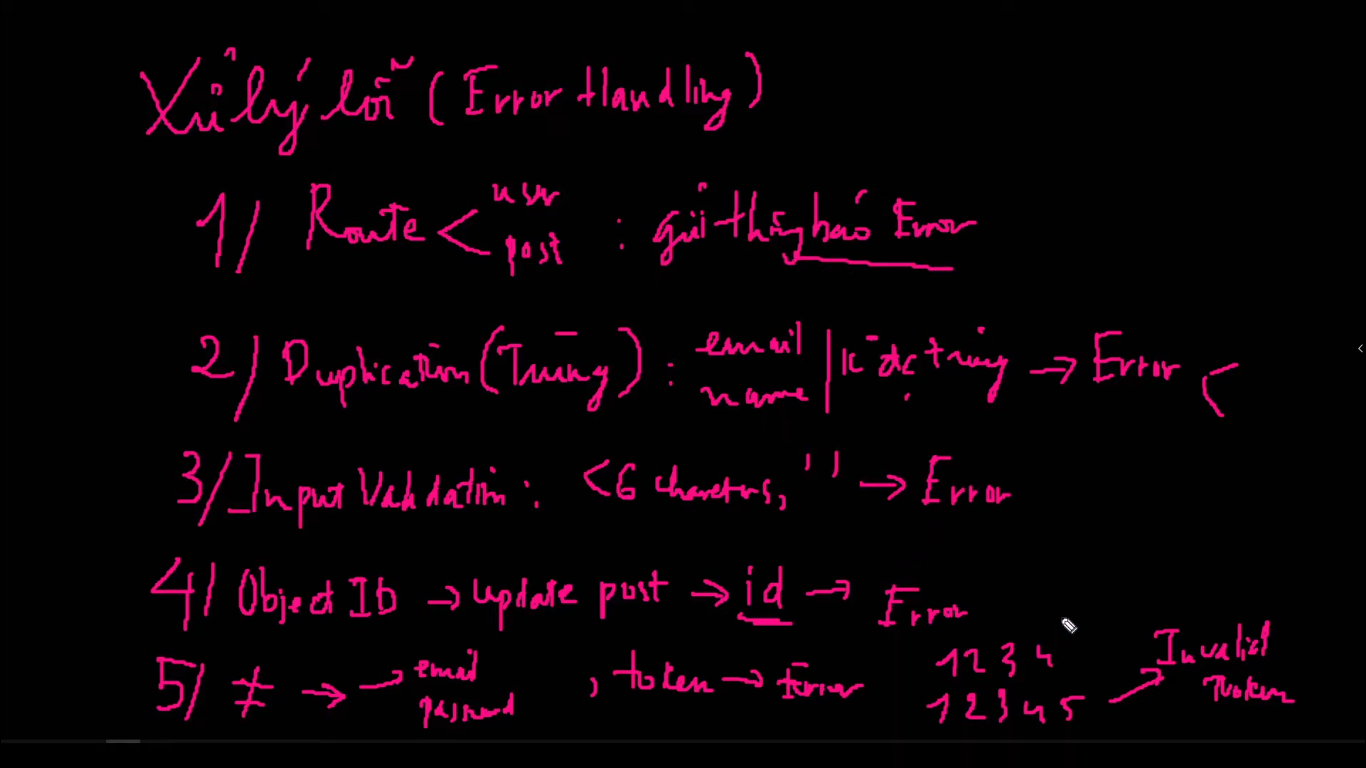 Xử lý lỗi (Error Handling)
1/ Route < user post : gửi thông báo Error
2/ Duplication (Trùng) : email name | k đc trùng → Error (
3/ Input Validation : < 6 characters, ' ' → Error
4/ Object ID → update post → id → Error
5/ ≠ → email password , token → Error
1234
12345 → Invalid Token